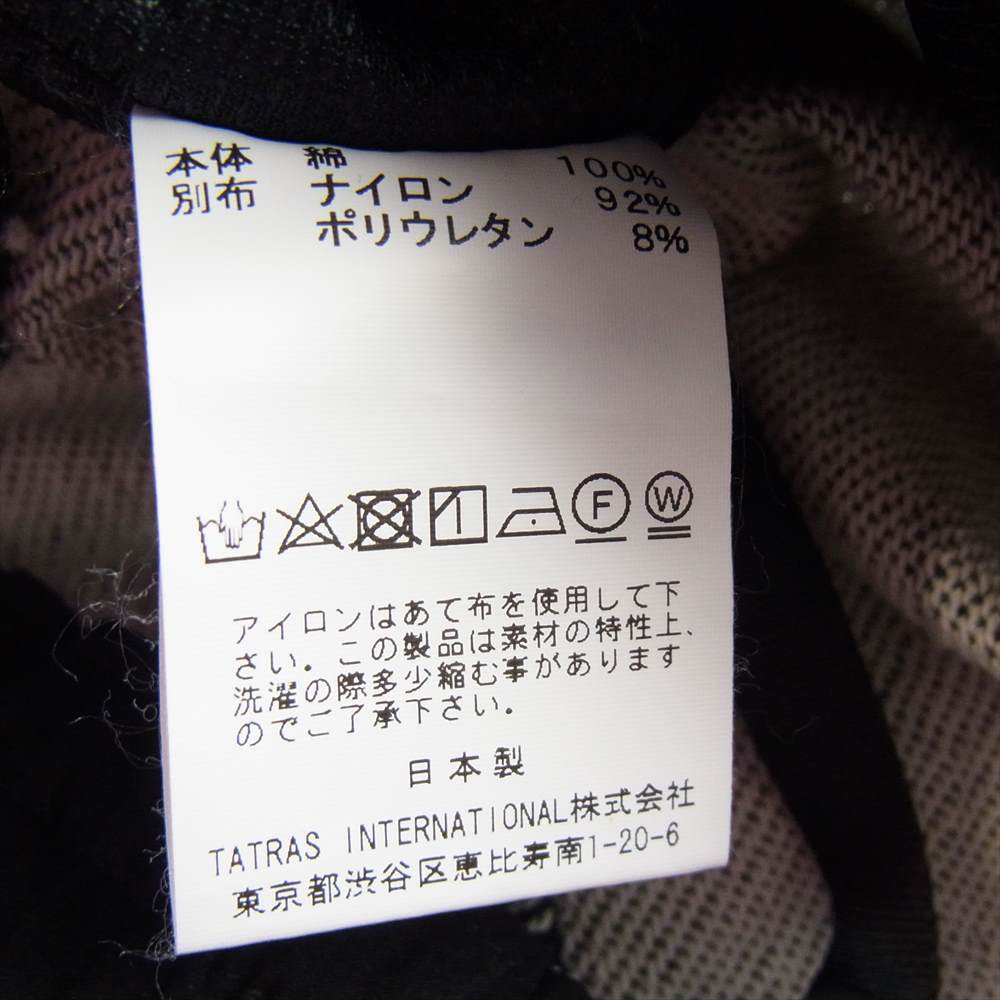 本体 綿 100%
別布 ナイロン 92%
ポリウレタン 8%
F W
アイロンはあて布を使用して下
さい。この製品は素材の特性上、
洗濯の際多少縮む事があります
のでご了承下さい。
日本製
TATRAS INTERNATIONAL株式会社
東京都渋谷区恵比寿南1-20-6